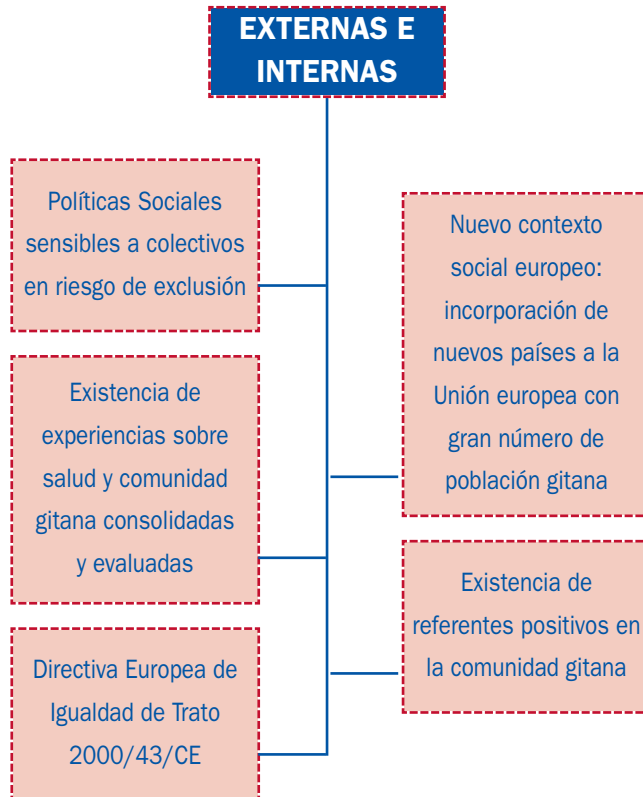 EXTERNAS E
INTERNAS
Políticas Sociales
sensibles a colectivos
en riesgo de exclusión
Existencia de
experiencias sobre
salud y comunidad
gitana consolidadas
y evaluadas
Directiva Europea de
Igualdad de Trato
2000/43/CE
Nuevo contexto
social europeo:
incorporación de
nuevos países a la
Unión europea con
gran número de
población gitana
Existencia de
referentes positivos en
la comunidad gitana